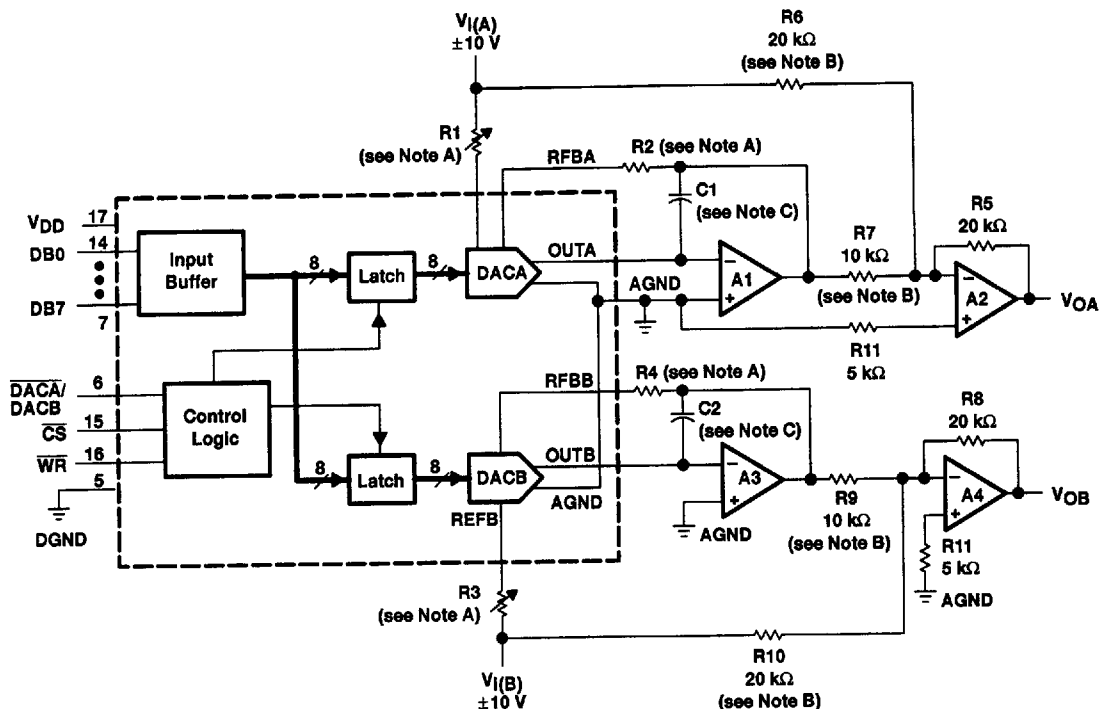 VI(A)
±10 V
R6
20 kΩ
(see Note B)
R1
(see Note A)
RFBA
R2 (see Note A)
C1
(see Note C)
R5
20 kΩ
VDD
17
DB0
14
DB7
7
Input
Buffer
8
Latch
8
DACA
OUTA
AGND
A1
R7
10 kΩ
(see Note B)
A2
VOA
R11
5 kΩ
DACA/
DACB
6
CS
15
WR
16
5
DGND
Control
Logic
8
Latch
8
DACB
REFB
RFBB
OUTB
AGND
R4 (see Note A)
C2
(see Note C)
A3
AGND
R9
10 kΩ
(see Note B)
R8
20 kΩ
A4
VOB
R11
5 kΩ
AGND
R3
(see Note A)
VI(B)
±10 V
R10
20 kΩ
(see Note B)